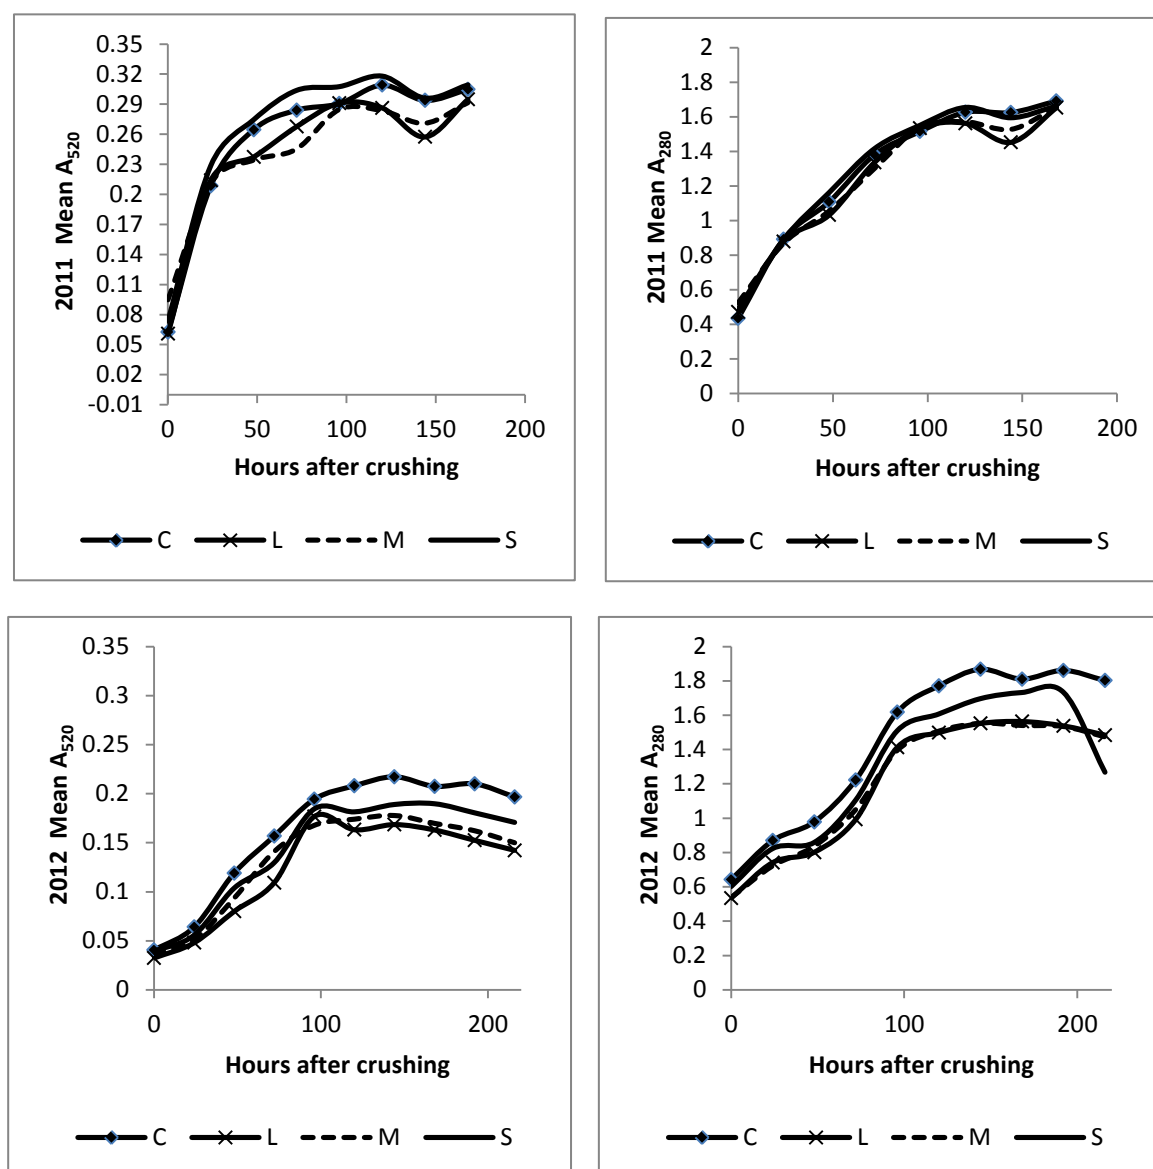 2011 Mean A520
0.35
0.32
0.29
0.26
0.23
0.2
0.17
0.14
0.11
0.08
0.05
0.02
-0.01
0 50 100 150 200
Hours after crushing
C L M S
2011 Mean A280
2
1.8
1.6
1.4
1.2
1
0.8
0.6
0.4
0.2
0
0 50 100 150 200
Hours after crushing
C L M S
2012 Mean A520
0.35
0.3
0.25
0.2
0.15
0.1
0.05
0
0 100 200
Hours after crushing
C L M S
2012 Mean A280
2
1.8
1.6
1.4
1.2
1
0.8
0.6
0.4
0.2
0
0 100 200
Hours after crushing
C L M S